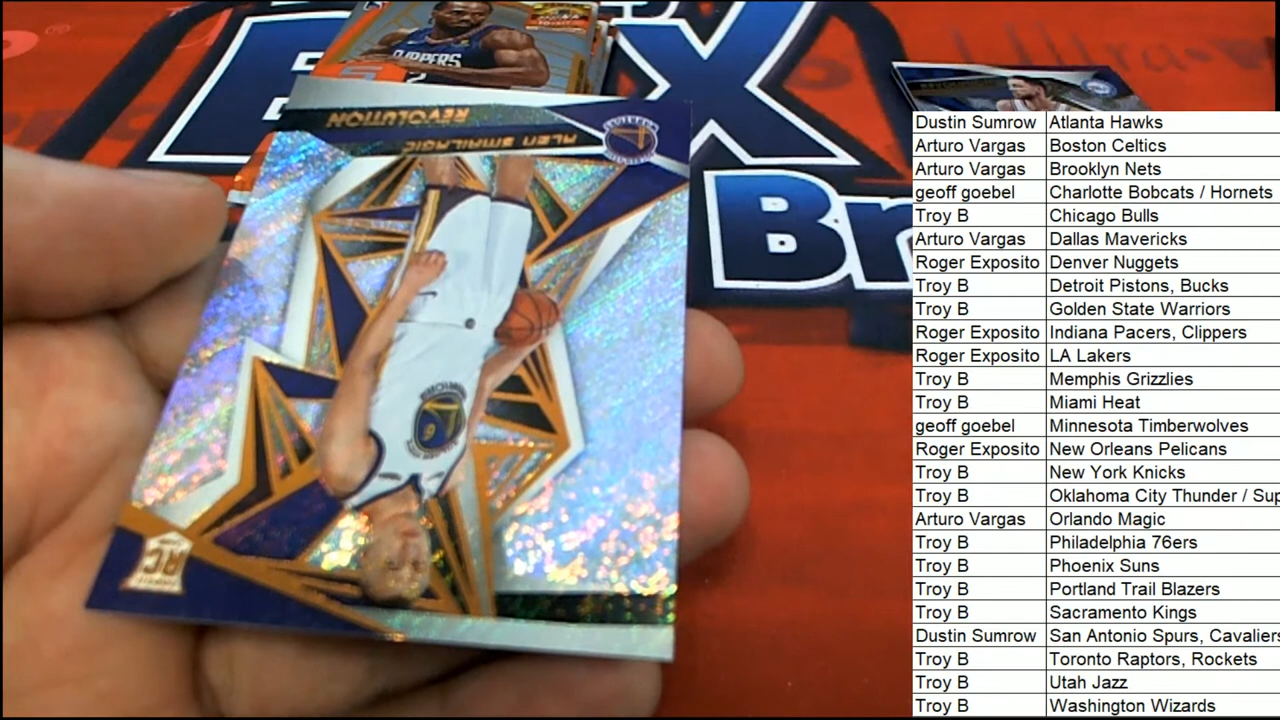 CLIPPERS
2
REVOLUTION
ALEN SMAILAGIC
6
RC
Br
Dustin Sumrow Atlanta Hawks
Arturo Vargas Boston Celtics
Arturo Vargas Brooklyn Nets
geoff goebel Charlotte Bobcats / Hornets
Troy B Chicago Bulls
Arturo Vargas Dallas Mavericks
Roger Exposito Denver Nuggets
Troy B Detroit Pistons, Bucks
Troy B Golden State Warriors
Roger Exposito Indiana Pacers, Clippers
Roger Exposito LA Lakers
Troy B Memphis Grizzlies
Troy B Miami Heat
geoff goebel Minnesota Timberwolves
Roger Exposito New Orleans Pelicans
Troy B New York Knicks
Troy B Oklahoma City Thunder / Sup
Arturo Vargas Orlando Magic
Troy B Philadelphia 76ers
Troy B Phoenix Suns
Troy B Portland Trail Blazers
Troy B Sacramento Kings
Dustin Sumrow San Antonio Spurs, Cavaliers
Troy B Toronto Raptors, Rockets
Troy B Utah Jazz
Troy B Washington Wizards